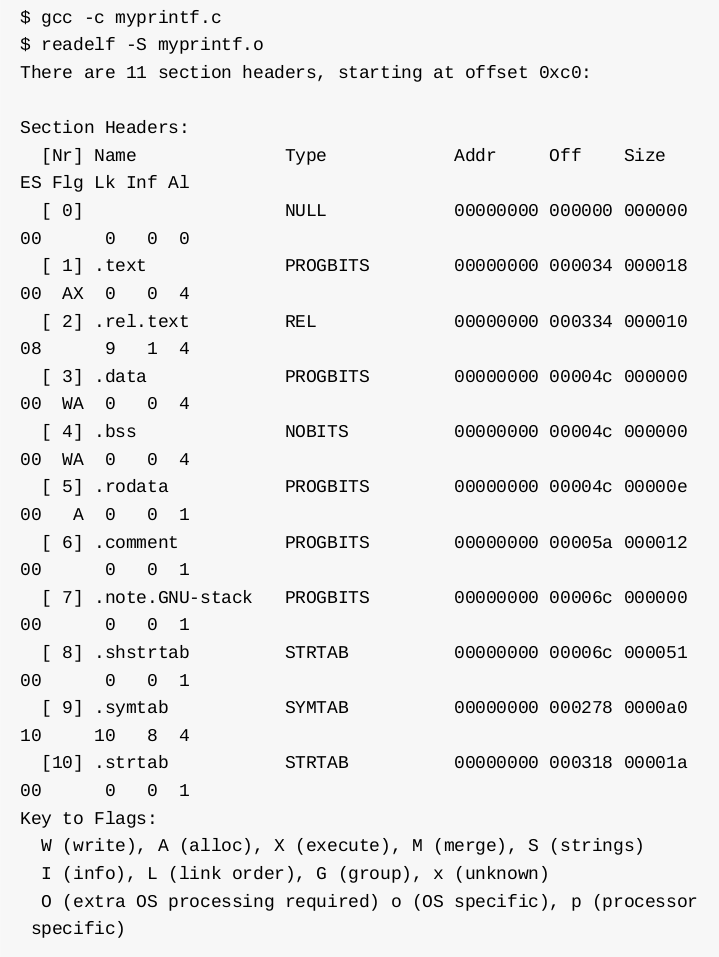 $ gcc -c myprintf.c
$ readelf -S myprintf.o
There are 11 section headers, starting at offset 0xc0:

Section Headers:
  [Nr] Name              Type            Addr     Off    Size
ES Flg Lk Inf Al
  [ 0]                   NULL            00000000 000000 000000
00      0   0  0
  [ 1] .text             PROGBITS        00000000 000034 000018
00  AX  0   0  4
  [ 2] .rel.text         REL             00000000 000334 000010
08      9   1  4
  [ 3] .data             PROGBITS        00000000 00004c 000000
00  WA  0   0  4
  [ 4] .bss              NOBITS          00000000 00004c 000000
00  WA  0   0  4
  [ 5] .rodata           PROGBITS        00000000 00004c 00000e
00   A  0   0  1
  [ 6] .comment          PROGBITS        00000000 00005a 000012
00      0   0  1
  [ 7] .note.GNU-stack   PROGBITS        00000000 00006c 000000
00      0   0  1
  [ 8] .shstrtab         STRTAB          00000000 00006c 000051
00      0   0  1
  [ 9] .symtab           SYMTAB          00000000 000278 0000a0
10     10   8  4
  [10] .strtab           STRTAB          00000000 000318 00001a
00      0   0  1
Key to Flags:
  W (write), A (alloc), X (execute), M (merge), S (strings)
  I (info), L (link order), G (group), x (unknown)
  O (extra OS processing required) o (OS specific), p (processor
 specific)